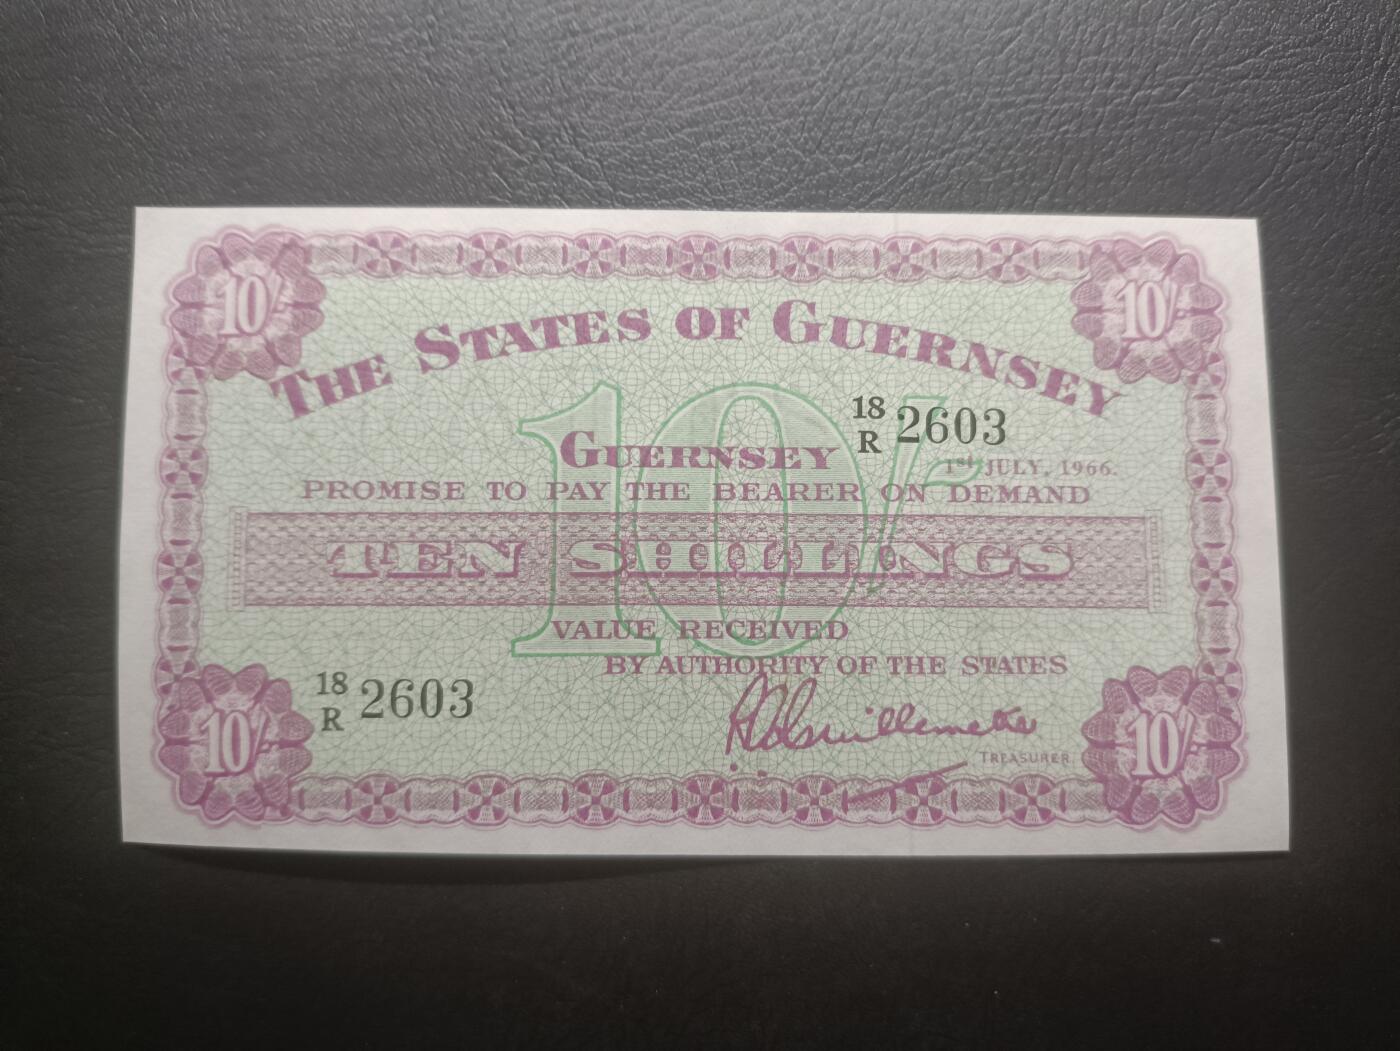 10/- 10/-
THE STATES OF GUERNSEY
10/-
18/R 2603
GUERNSEY
1st JULY, 1966.
PROMISE TO PAY THE BEARER ON DEMAND
TEN SHILLINGS
VALUE RECEIVED
BY AUTHORITY OF THE STATES
18/R 2603
TREASURER.
10/- 10/-